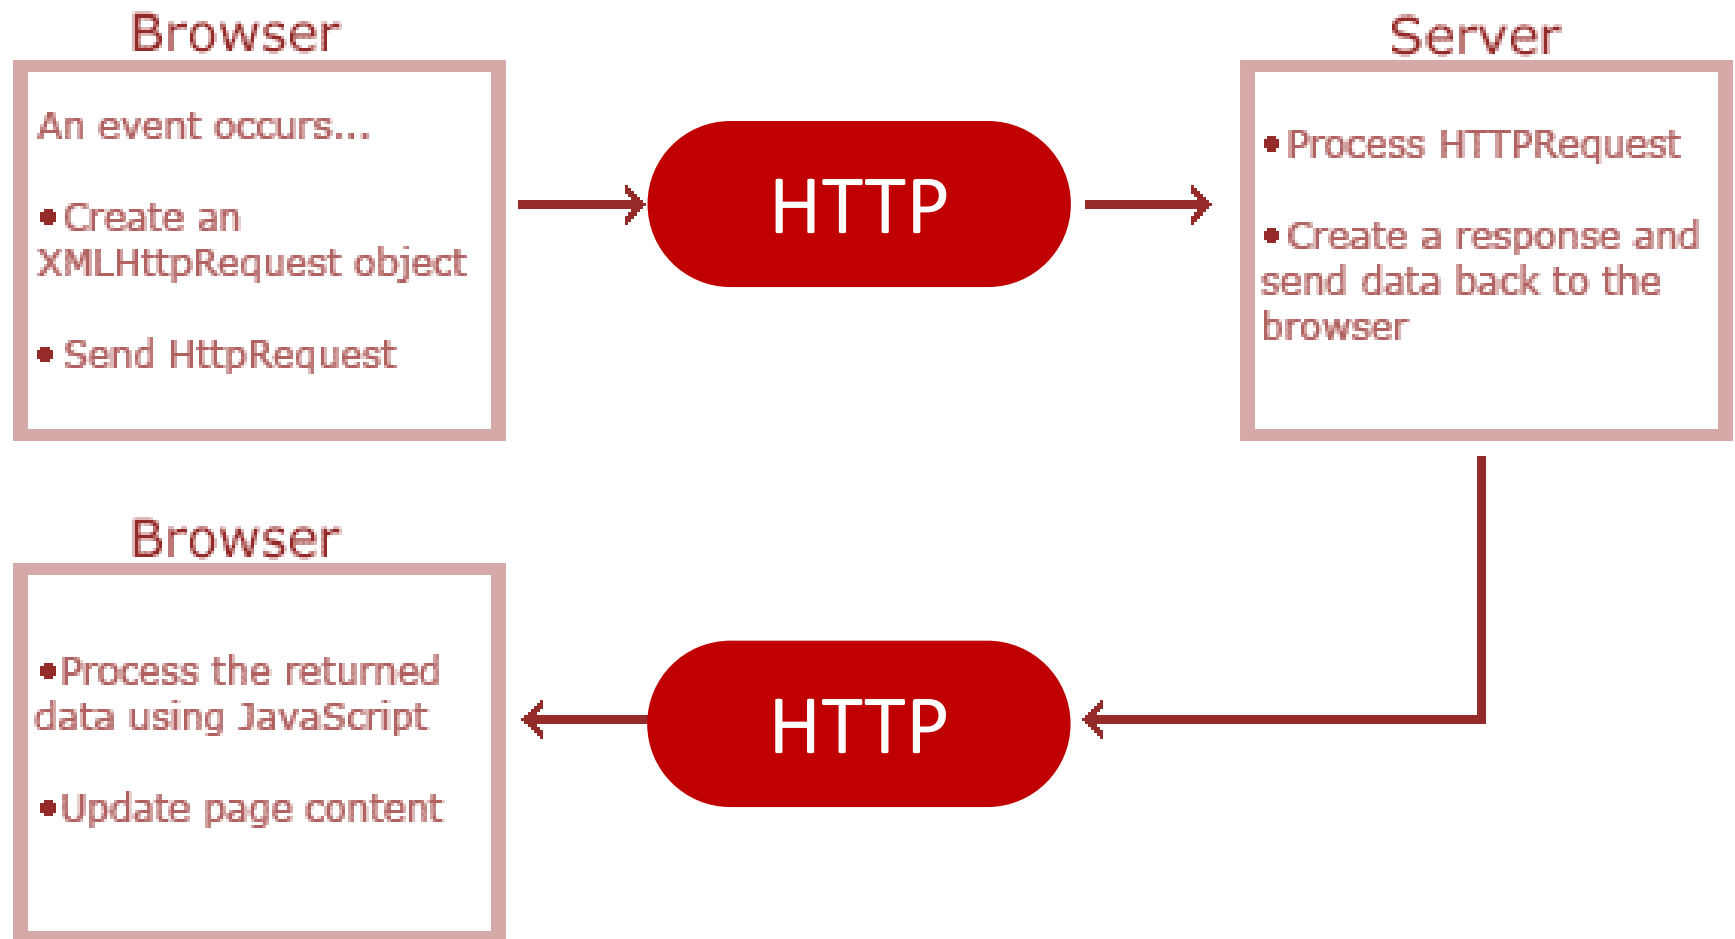 Browser
An event occurs...
• Create an
XMLHttpRequest object
• Send HttpRequest
HTTP
Server
• Process HTTPRequest
• Create a response and
send data back to the
browser
Browser
• Process the returned
data using JavaScript
• Update page content
HTTP